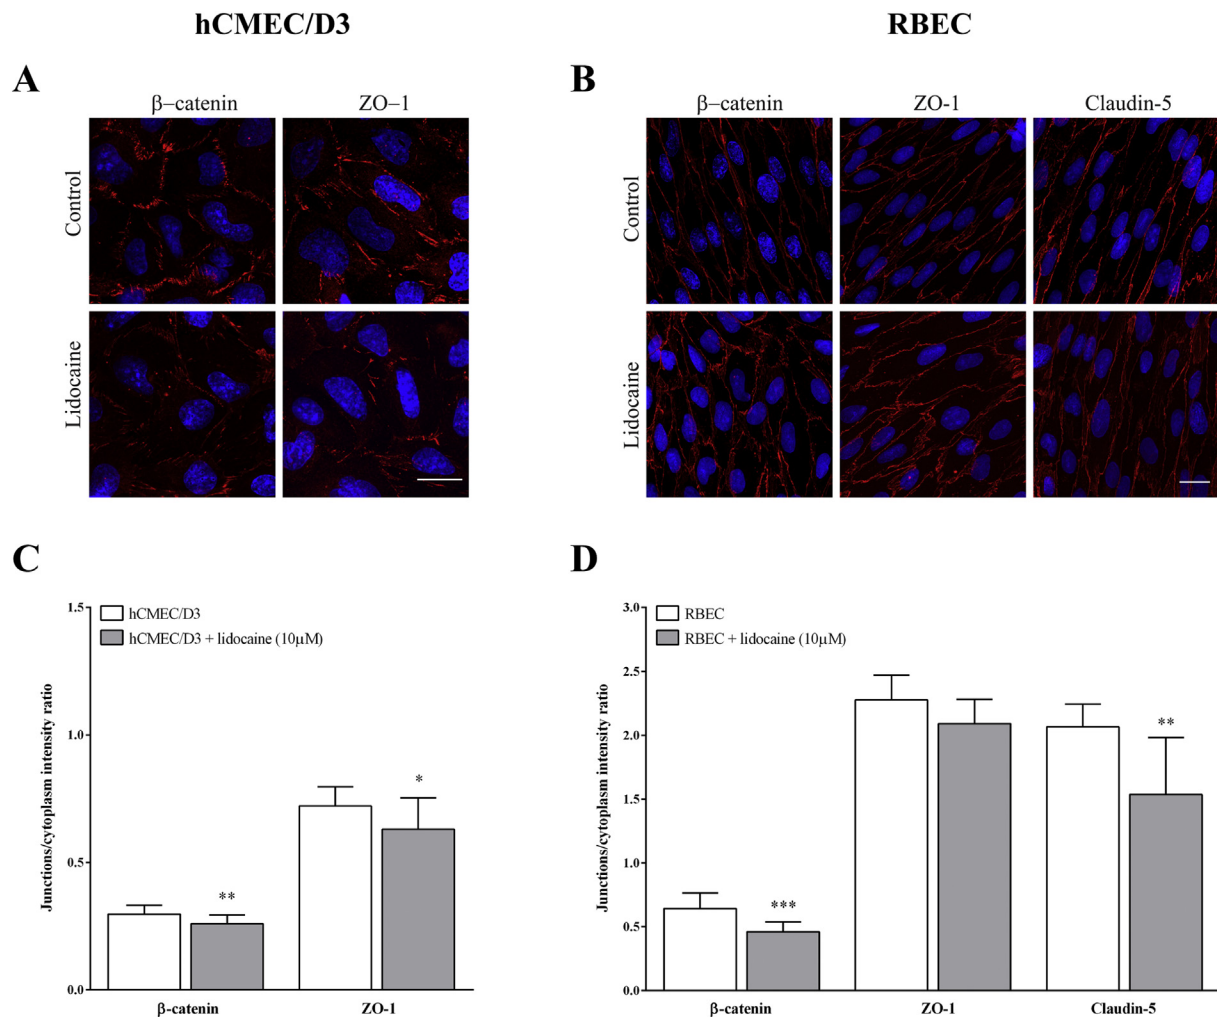 hCMEC/D3
RBEC
A
B
β−catenin
ZO−1
β-catenin
ZO-1
Claudin-5
Control
Lidocaine
Control
Lidocaine
C
D
Junctions/cytoplasm intensity ratio
1.5
1.0
0.5
0.0
hCMEC/D3
hCMEC/D3 + lidocaine (10μM)
**
*
β-catenin
ZO-1
Junctions/cytoplasm intensity ratio
3.0
2.5
2.0
1.5
1.0
0.5
0.0
RBEC
RBEC + lidocaine (10μM)
***
**
β-catenin
ZO-1
Claudin-5